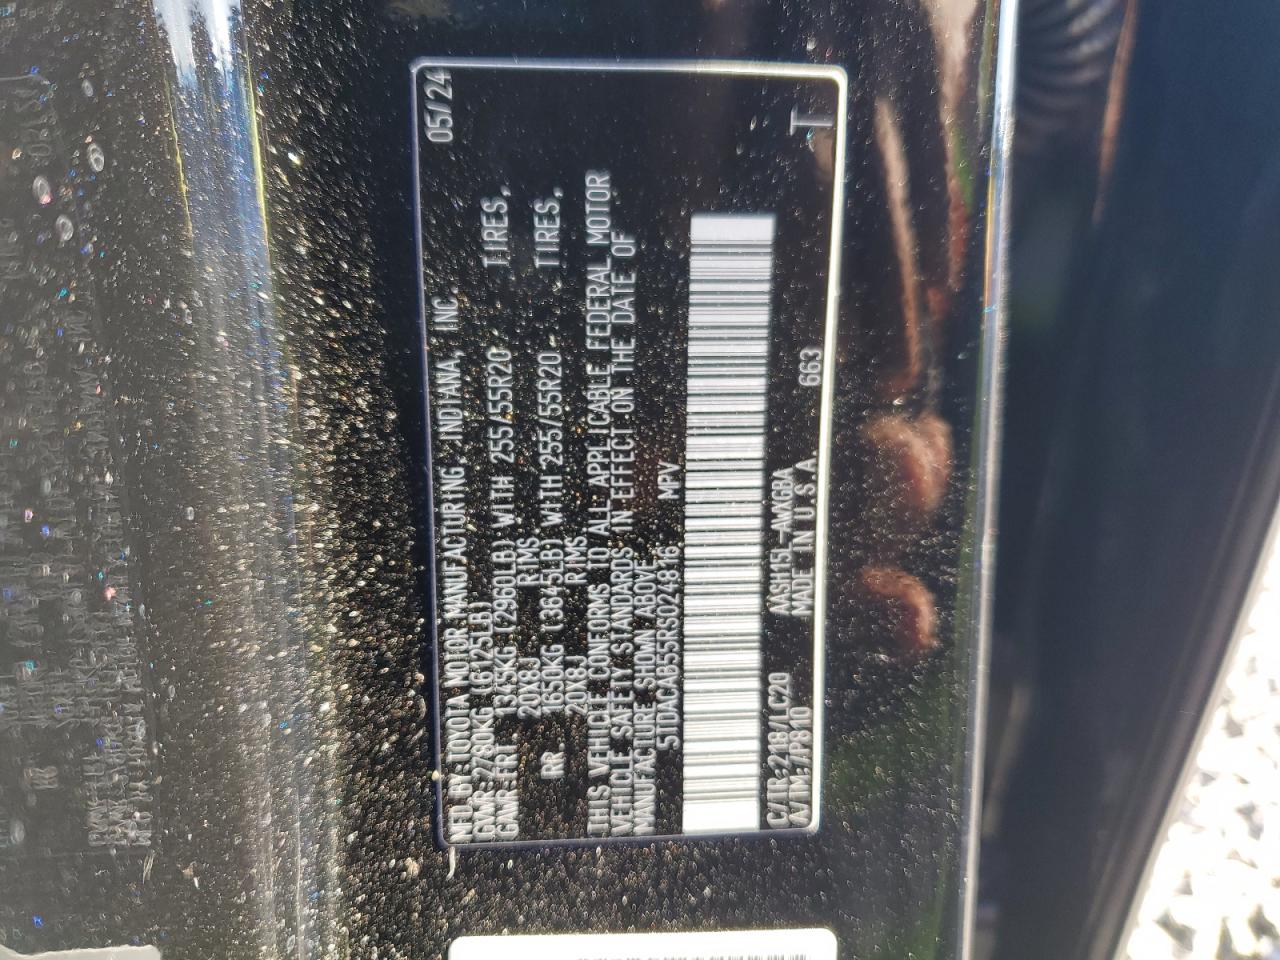 MFD. BY TOYOTA MOTOR MANUFACTURING INDIANA, INC. 05/24
GVWR 2780KG (6125LB)
GAWR FRT 1345KG (2960LB) WITH 255/55R20 TIRES,
20X8J RIMS
RR 1650KG (3645LB) WITH 255/55R20 TIRES,
20X8J RIMS
THIS VEHICLE CONFORMS TO ALL APPLICABLE FEDERAL MOTOR
VEHICLE SAFETY STANDARDS IN EFFECT ON THE DATE OF
MANUFACTURE SHOWN ABOVE.
5TDACAB55RS024816 MPV
C/TR:218/LC20 AXSH15L-AWXGBA T
A/TM:/P810 MADE IN U.S.A. 663